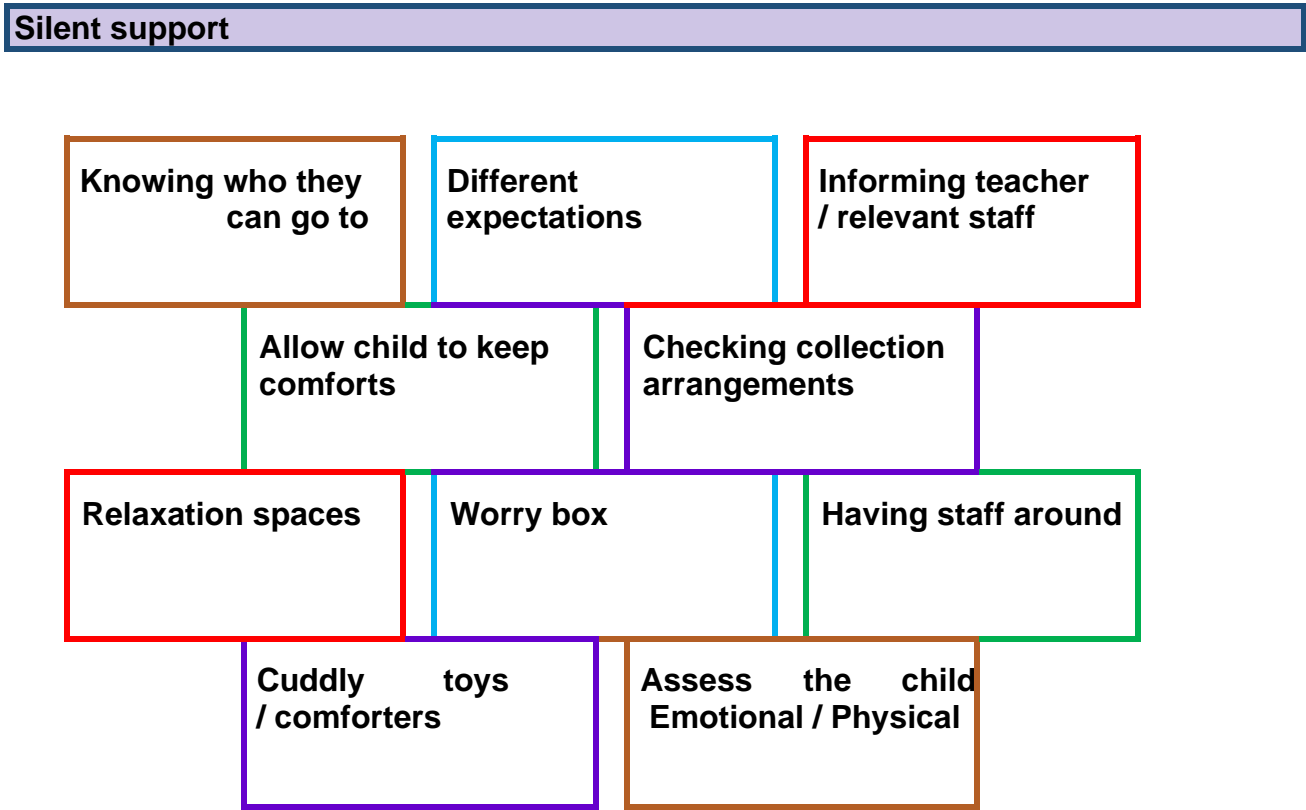 Silent support
Knowing who they
can go to
Different
expectations
Informing teacher
/ relevant staff
Allow child to keep
comforts
Checking collection
arrangements
Relaxation spaces
Worry box
Having staff around
Cuddly toys
/ comforters
Assess the child
Emotional / Physical